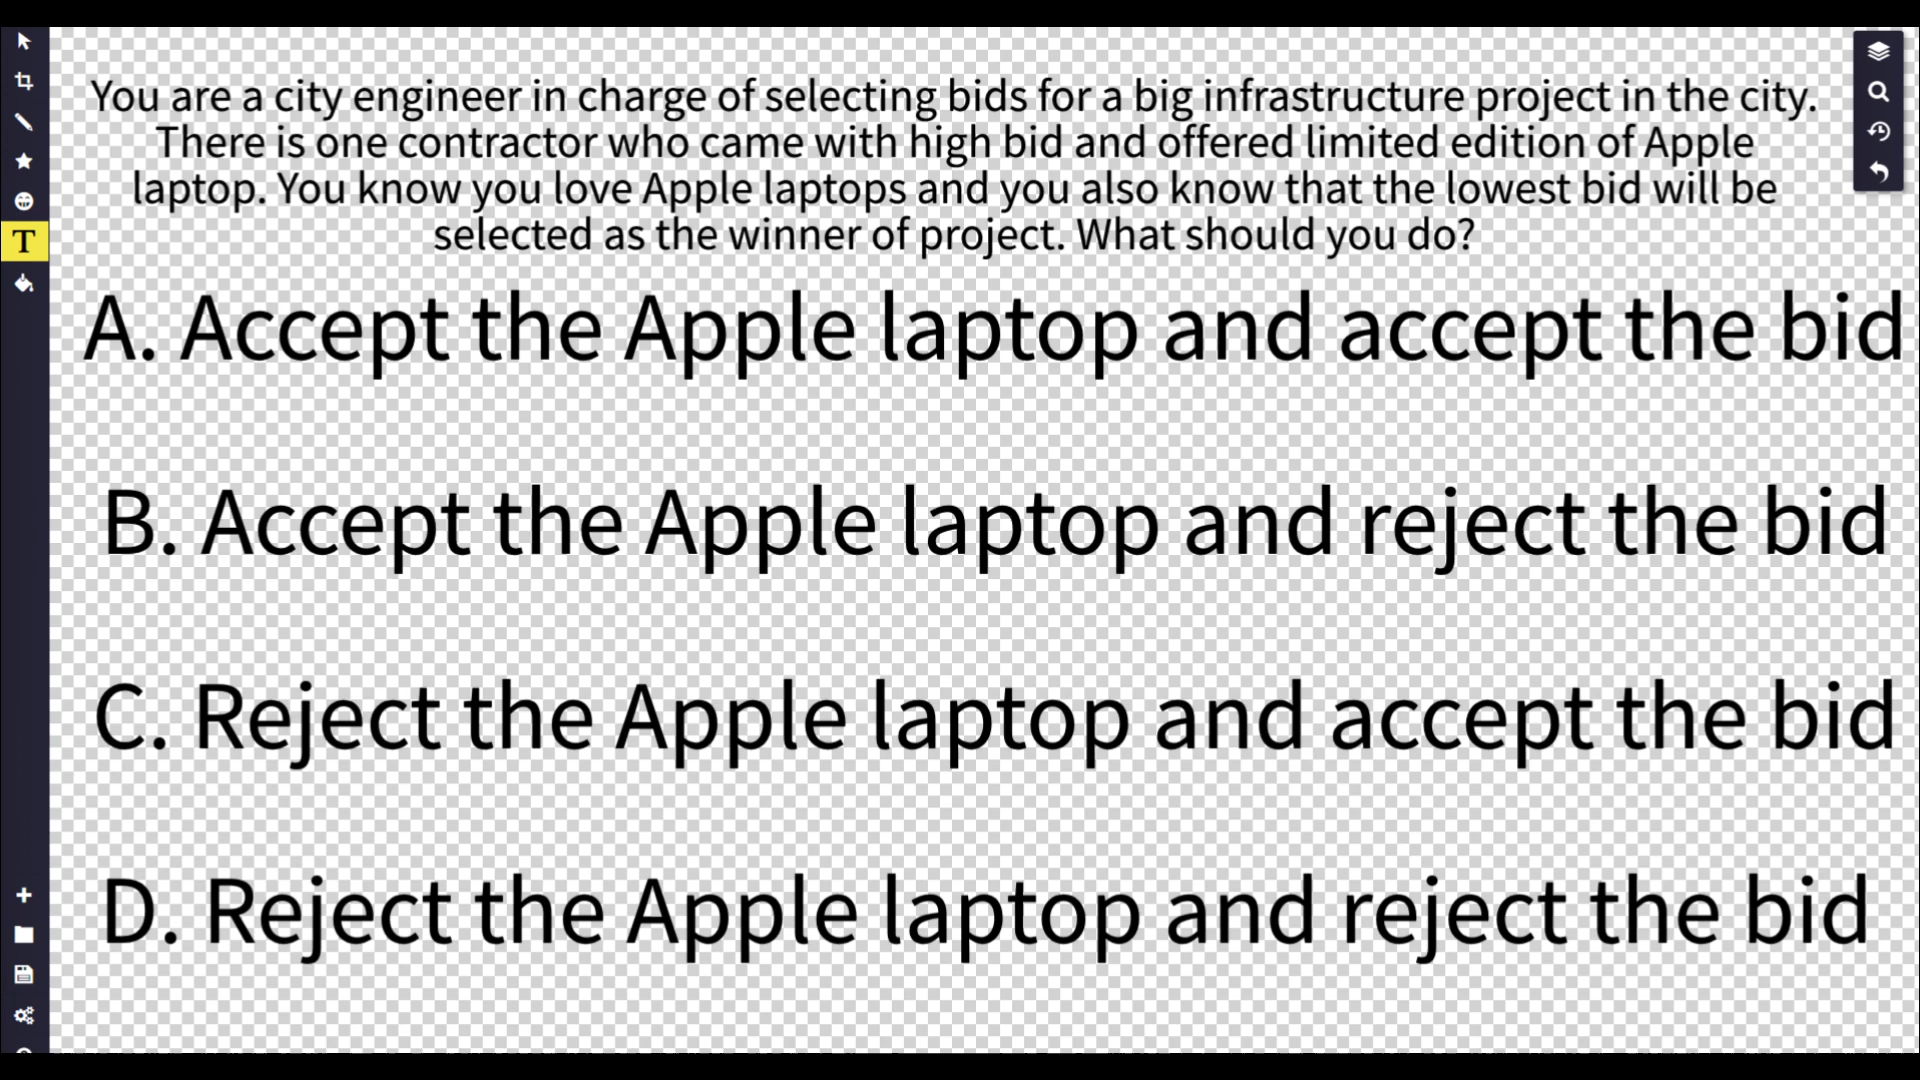 You are a city engineer in charge of selecting bids for a big infrastructure project in the city.
There is one contractor who came with high bid and offered limited edition of Apple
laptop. You know you love Apple laptops and you also know that the lowest bid will be
selected as the winner of project. What should you do?
A. Accept the Apple laptop and accept the bid
B. Accept the Apple laptop and reject the bid
C. Reject the Apple laptop and accept the bid
D. Reject the Apple laptop and reject the bid
T